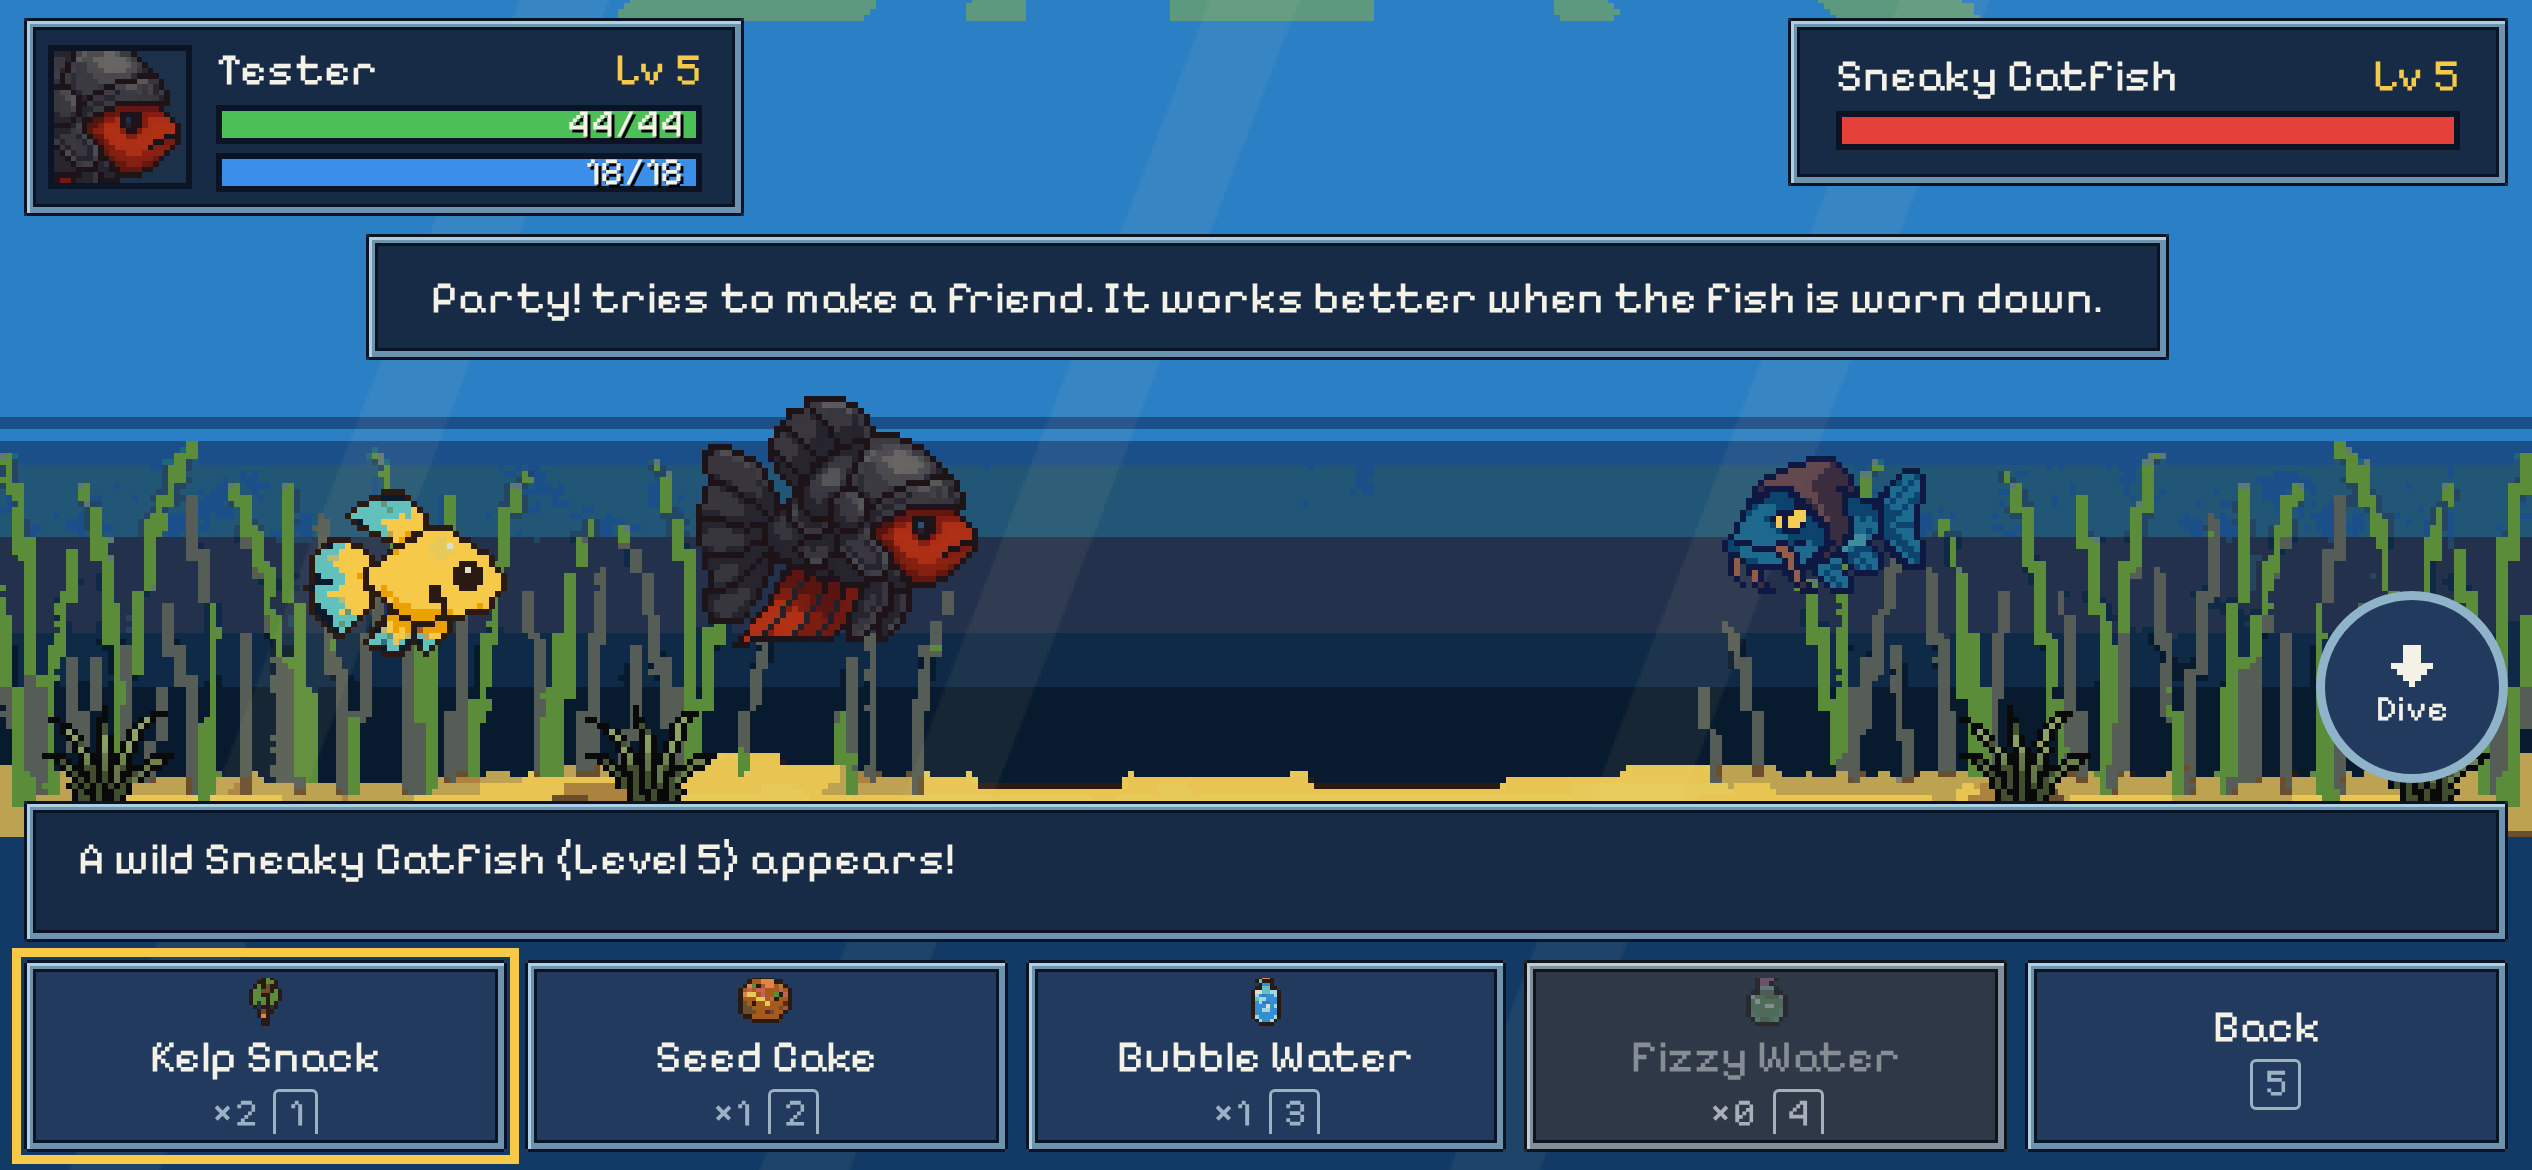 Tester Lv 5
44/44
18/18
Sneaky Catfish Lv 5
Party! tries to make a friend. It works better when the fish is worn down.
Dive
A wild Sneaky Catfish (Level 5) appears!
Kelp Snack
×2 1
Seed Cake
×1 2
Bubble Water
×1 3
Fizzy Water
×0 4
Back
5